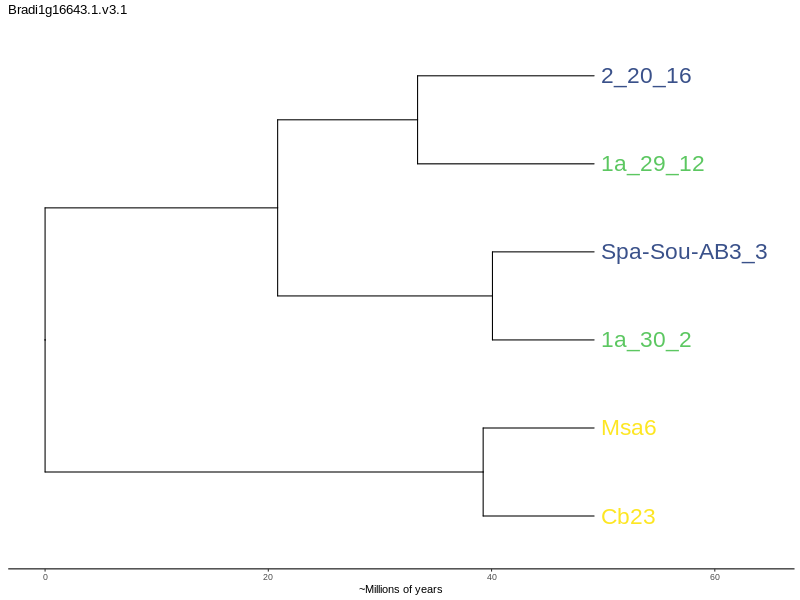 Bradi1g16643.1.v3.1
2_20_16
1a_29_12
Spa-Sou-AB3_3
1a_30_2
Msa6
Cb23
0 20 40 60
~Millions of years